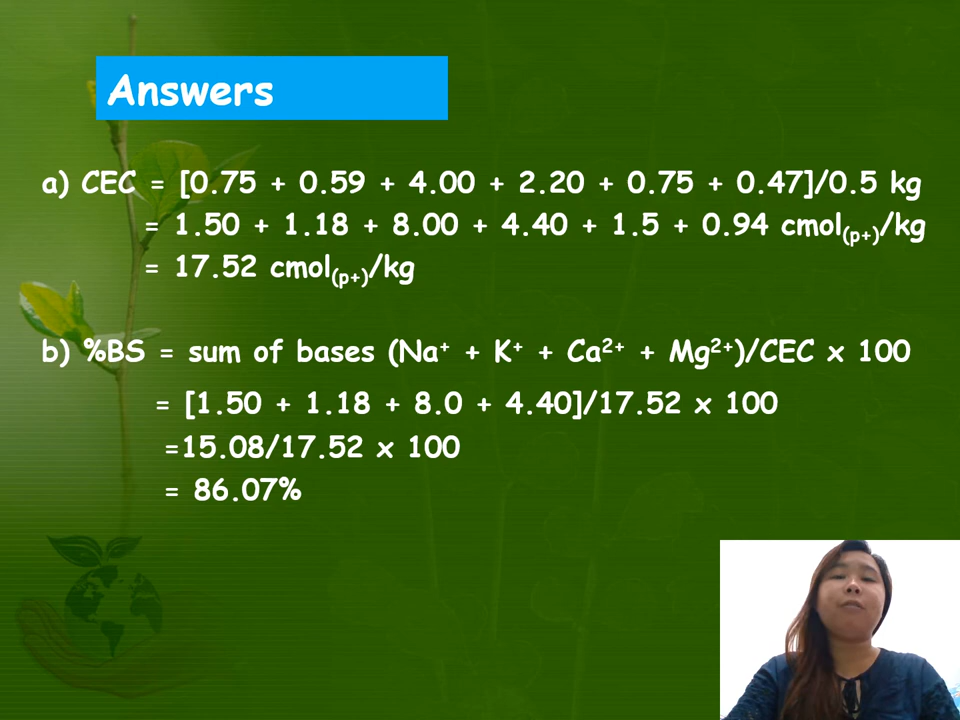 Answers
a) CEC = [0.75 + 0.59 + 4.00 + 2.20 + 0.75 + 0.47]/0.5 kg
= 1.50 + 1.18 + 8.00 + 4.40 + 1.5 + 0.94 cmol(p+)/kg
= 17.52 cmol(p+)/kg
b) %BS = sum of bases (Na⁺ + K⁺ + Ca²⁺ + Mg²⁺)/CEC x 100
= [1.50 + 1.18 + 8.0 + 4.40]/17.52 x 100
=15.08/17.52 x 100
= 86.07%